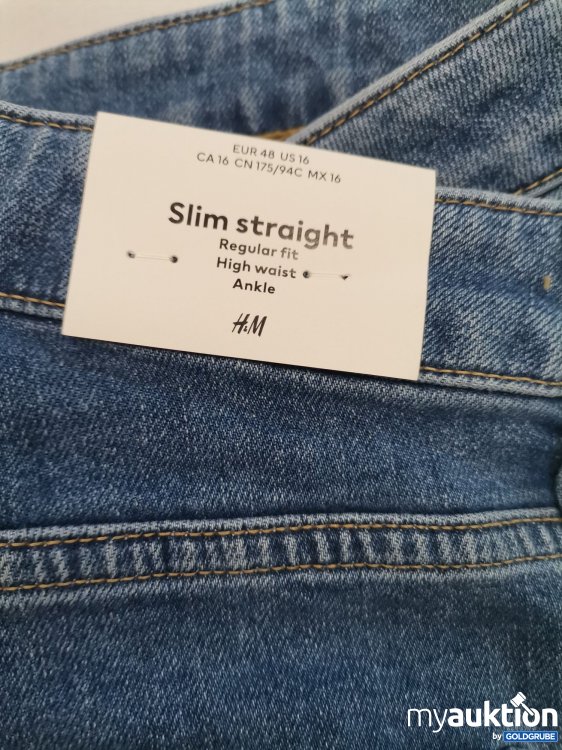 EUR 48 US 16
CA 16 CN 175/94C MX 16
Slim straight
Regular fit
High waist
Ankle
H&M
myauktion
by GOLDGRUBE